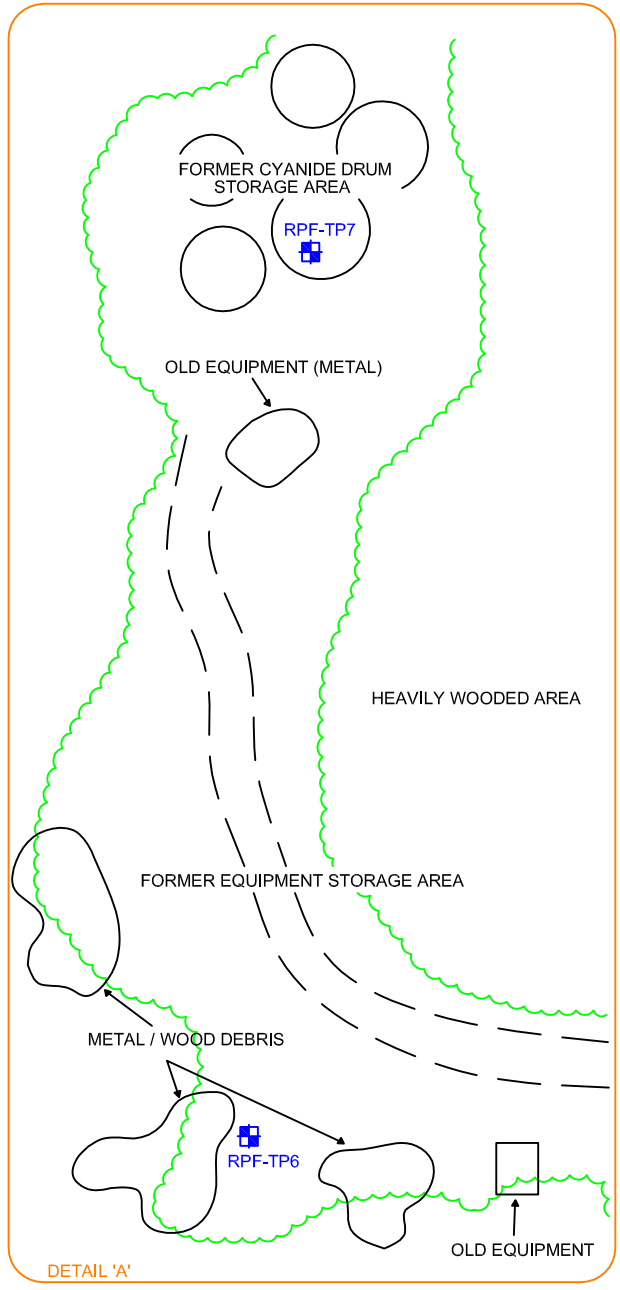 FORMER CYANIDE DRUM
STORAGE AREA
RPF-TP7
OLD EQUIPMENT (METAL)
HEAVILY WOODED AREA
FORMER EQUIPMENT STORAGE AREA
METAL / WOOD DEBRIS
RPF-TP6
OLD EQUIPMENT
DETAIL 'A'